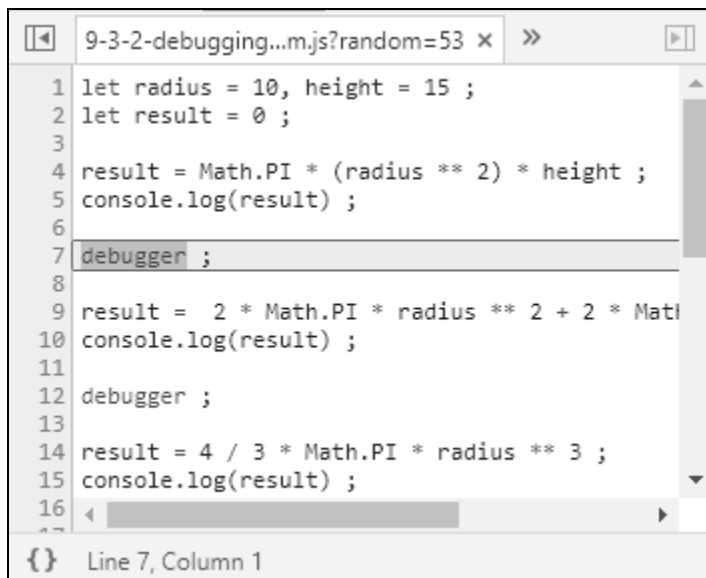 9-3-2-debugging...m.js?random=53 × »
1 let radius = 10, height = 15 ;
2 let result = 0 ;
3
4 result = Math.PI * (radius ** 2) * height ;
5 console.log(result) ;
6
7 debugger ;
8
9 result =  2 * Math.PI * radius ** 2 + 2 * Mat
10 console.log(result) ;
11
12 debugger ;
13
14 result = 4 / 3 * Math.PI * radius ** 3 ;
15 console.log(result) ;
16
{} Line 7, Column 1